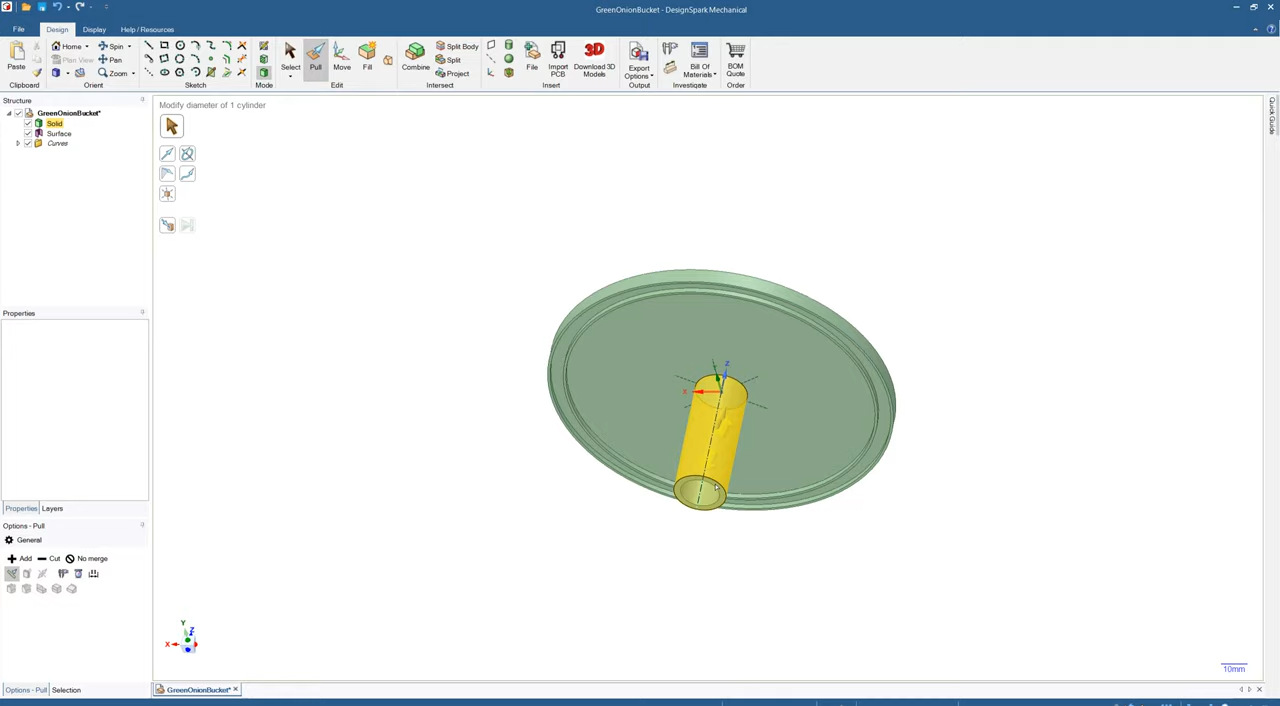 GreenOnionBucket - DesignSpark Mechanical
File Design Display Help / Resources
Home Spin Plan View Pan Zoom
Paste Select Pull Move Fill Combine Split Body Split Project File Import PCB Download 3D Models Export Options Bill Of Materials BOM Quote
Clipboard Orient Sketch Mode Edit Intersect Insert Output Investigate Order
Structure
GreenOnionBucket*
Solid
Surface
Curves
Modify diameter of 1 cylinder
Quick Guide
Properties
Properties Layers
Options - Pull
General
Add Cut No merge
X
Z
Y
Z
X
10mm
Options - Pull Selection
GreenOnionBucket*